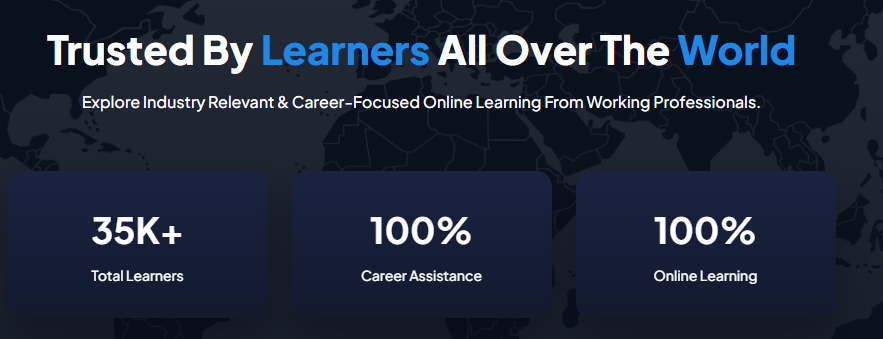 Trusted By Learners All Over The World
Explore Industry Relevant & Career-Focused Online Learning From Working Professionals.
35K+
Total Learners
100%
Career Assistance
100%
Online Learning